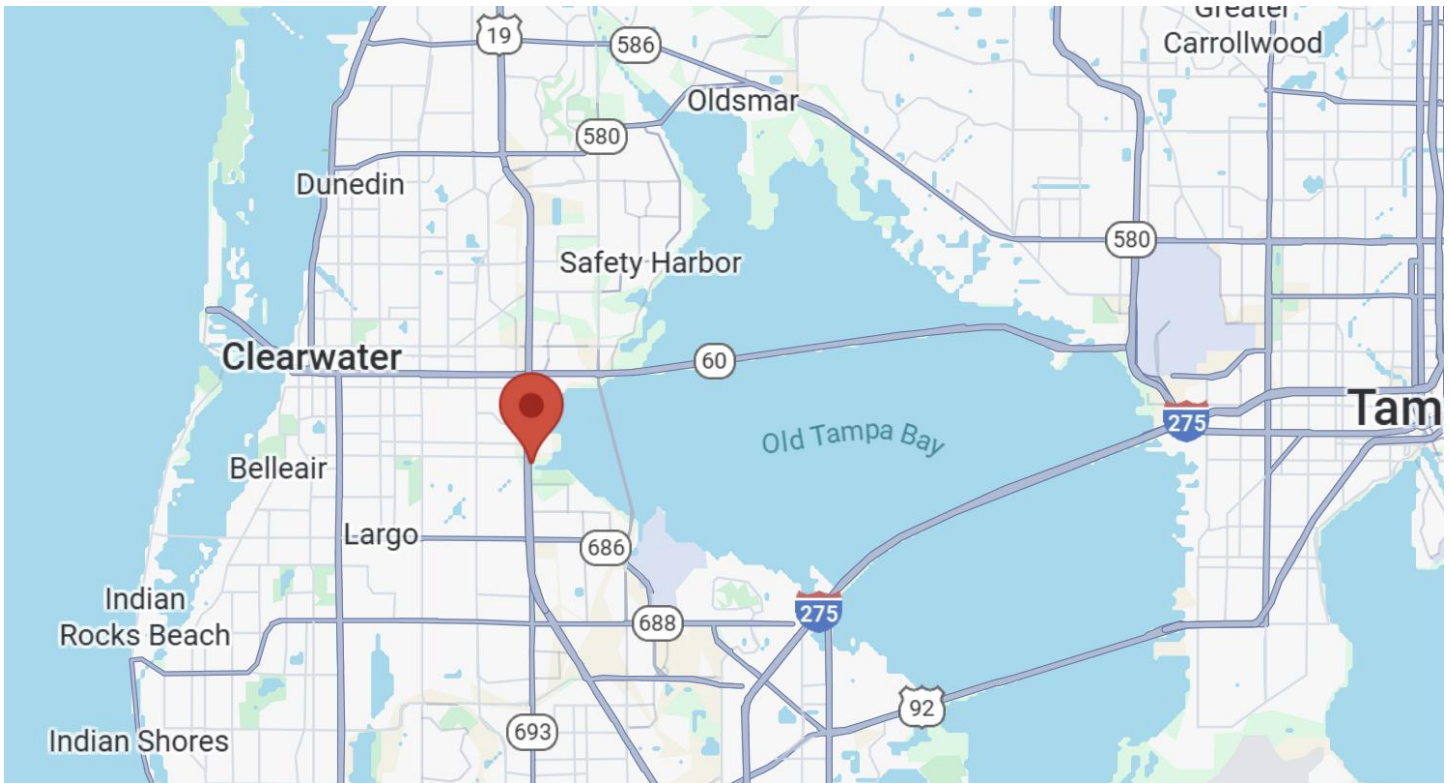 Greater
Carrollwood
19
586
Oldsmar
580
Dunedin
580
Safety Harbor
Clearwater
60
275
Tam
Old Tampa Bay
Belleair
Largo
686
Indian
Rocks Beach
275
688
92
693
Indian Shores